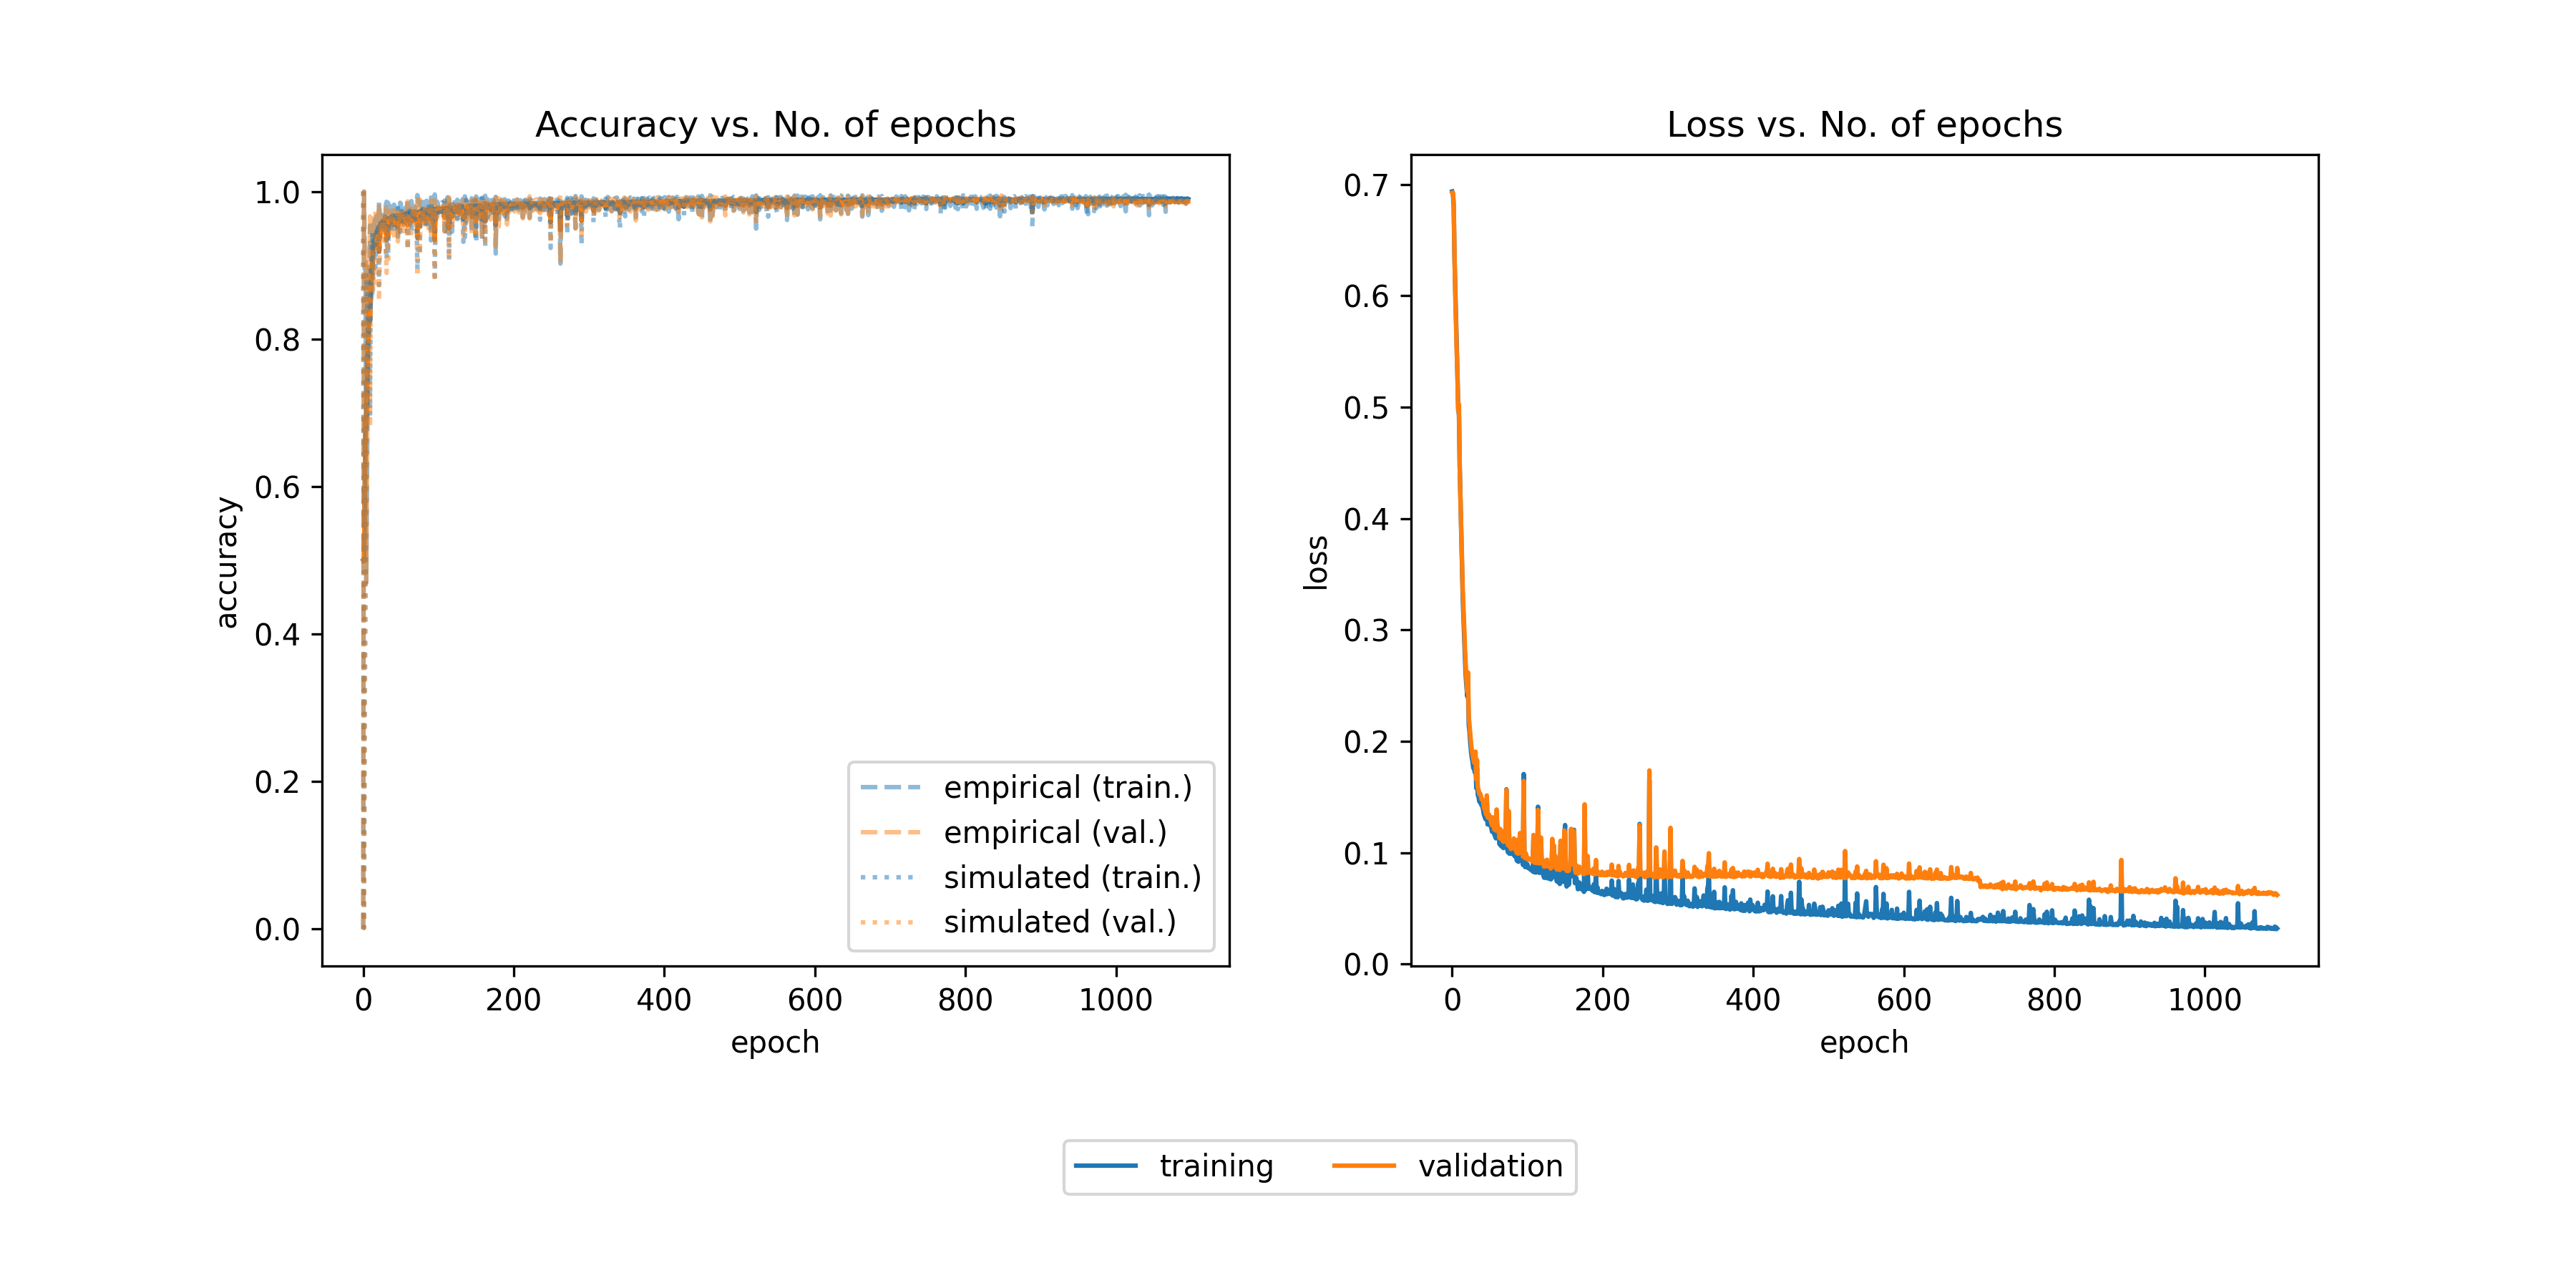 Accuracy vs. No. of epochs
1.0
0.8
0.6
0.4
0.2
0.0
accuracy
0 200 400 600 800 1000
epoch
empirical (train.)
empirical (val.)
simulated (train.)
simulated (val.)
Loss vs. No. of epochs
0.7
0.6
0.5
0.4
0.3
0.2
0.1
0.0
loss
0 200 400 600 800 1000
epoch
training validation